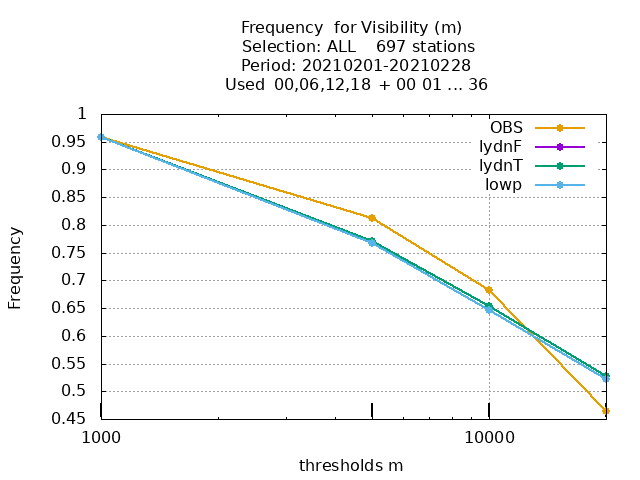 Frequency  for Visibility (m)
Selection: ALL    697 stations
Period: 20210201-20210228
Used  00,06,12,18  + 00 01 ... 36
1
0.95
0.9
0.85
0.8
0.75
0.7
0.65
0.6
0.55
0.5
0.45
Frequency
OBS
lydnF
lydnT
lowp
1000
10000
thresholds m